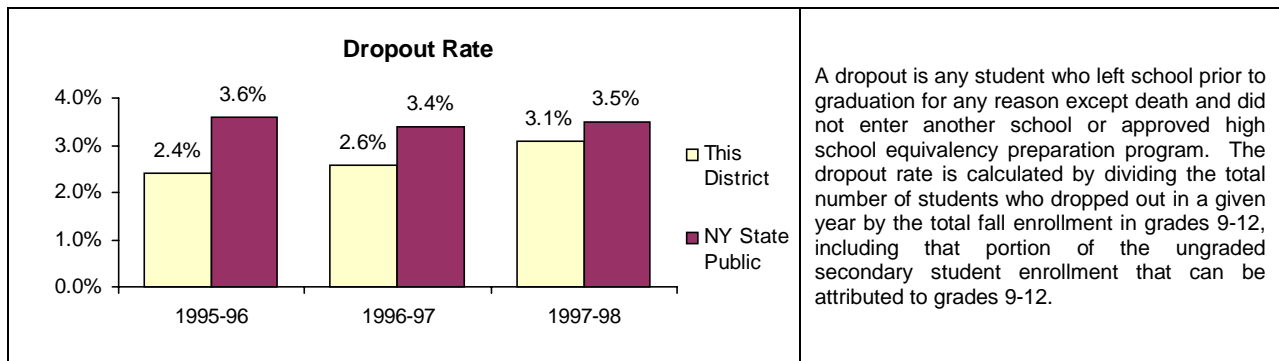 Dropout Rate
4.0%
3.0%
2.0%
1.0%
0.0%
2.4%
3.6%
2.6%
3.4%
3.1%
3.5%
1995-96
1996-97
1997-98
This
District
NY State
Public
A dropout is any student who left school prior to
graduation for any reason except death and did
not enter another school or approved high
school equivalency preparation program. The
dropout rate is calculated by dividing the total
number of students who dropped out in a given
year by the total fall enrollment in grades 9-12,
including that portion of the ungraded
secondary student enrollment that can be
attributed to grades 9-12.